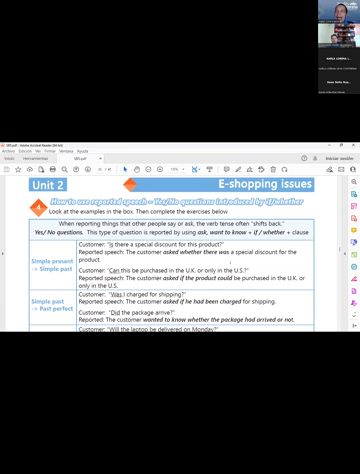 Archivo Edición Ver Firmar Ventana Ayuda
Inicio Herramientas
Iniciar sesión
Unit 2
E-shopping issues
4. How to use reported speech – Yes/No questions introduced by if/whether
Look at the examples in the box. Then complete the exercises below
When reporting things that other people say or ask, the verb tense often "shifts back."
Yes/ No questions. This type of question is reported by using ask, want to know + if / whether + clause
Simple present
-> Simple past
Customer: "Is there a special discount for this product?"
Reported speech: The customer asked whether there was a special discount for the
product.
Customer: "Can this be purchased in the U.K. or only in the U.S.?"
Reported speech: The customer asked if the product could be purchased in the U.K. or
only in the U.S.
Simple past
-> Past perfect
Customer: "Was I charged for shipping?"
Reported speech: The customer asked if he had been charged for shipping.
Customer: "Did the package arrive?"
Reported: The customer wanted to know whether the package had arrived or not.
Customer: "Will the laptop be delivered on Monday?"